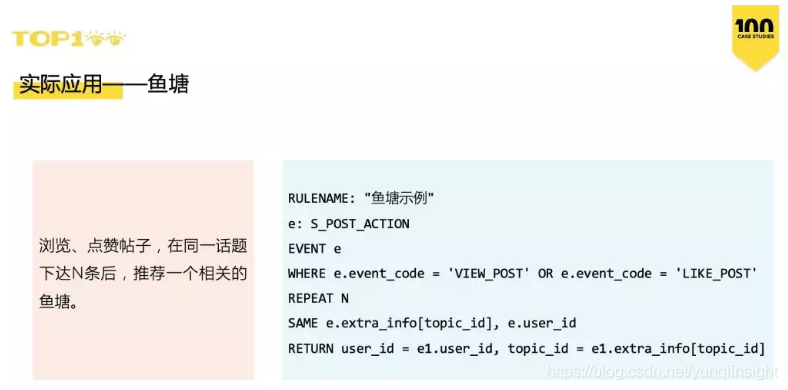 TOP100
100
CASE STUDIES
实际应用——鱼塘
浏览、点赞帖子，在同一话题
下达N条后，推荐一个相关的
鱼塘。
RULENAME: "鱼塘示例"
e: S_POST_ACTION
EVENT e
WHERE e.event_code = 'VIEW_POST' OR e.event_code = 'LIKE_POST'
REPEAT N
SAME e.extra_info[topic_id], e.user_id
RETURN user_id = e1.user_id, topic_id = e1.extra_info[topic_id]
https://blog.csdn.net/yunqiinsight